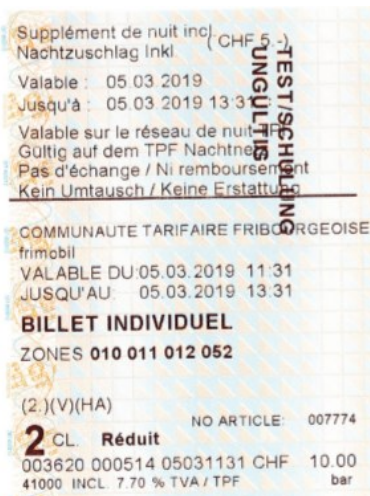 Supplément de nuit incl
Nachtzuschlag Inkl.
( CHF 5.-)
Valable : 05.03.2019
Jusqu'à : 05.03.2019 13:31
Valable sur le réseau de nuit TPF
Gültig auf dem TPF Nachtnetz
Pas d'échange / Ni remboursement
Kein Umtausch / Keine Erstattung
TEST/SCHULUNG
UNGÜLTIG
COMMUNAUTE TARIFAIRE FRIBOURGEOISE
frimobil
VALABLE DU:05.03.2019 11:31
JUSQU'AU: 05.03.2019 13:31
BILLET INDIVIDUEL
ZONES 010 011 012 052
(2.)(V)(HA)
NO ARTICLE: 007774
2 CL. Réduit
003620 000514 05031131 CHF 10.00
41000 INCL. 7.70 % TVA / TPF bar